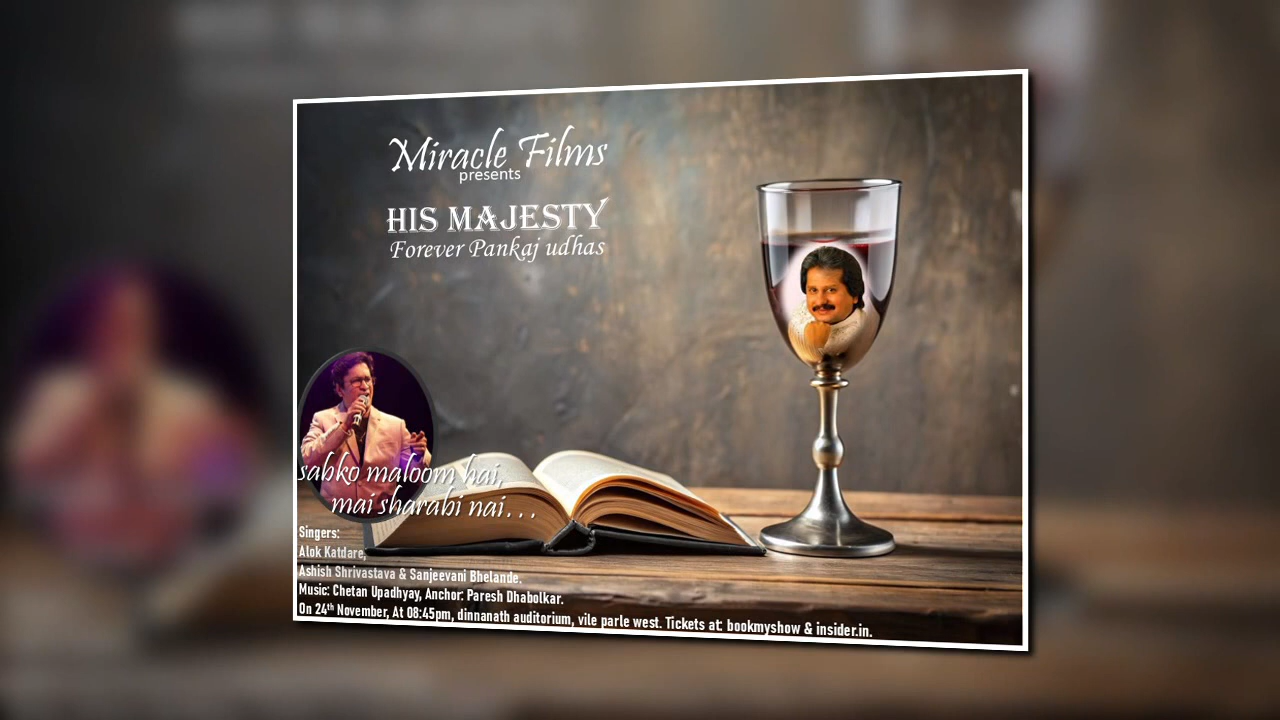 Miracle Films
presents
HIS MAJESTY
Forever Pankaj udhas
sabko maloom hai,
mai sharabi nai...
Singers:
Alok Katdare,
Ashish Shrivastava & Sanjeevani Bhelande.
Music: Chetan Upadhyay, Anchor: Paresh Dhabolkar.
On 24th November, At 08:45pm, dinnanath auditorium, vile parle west. Tickets at: bookmyshow & insider.in.